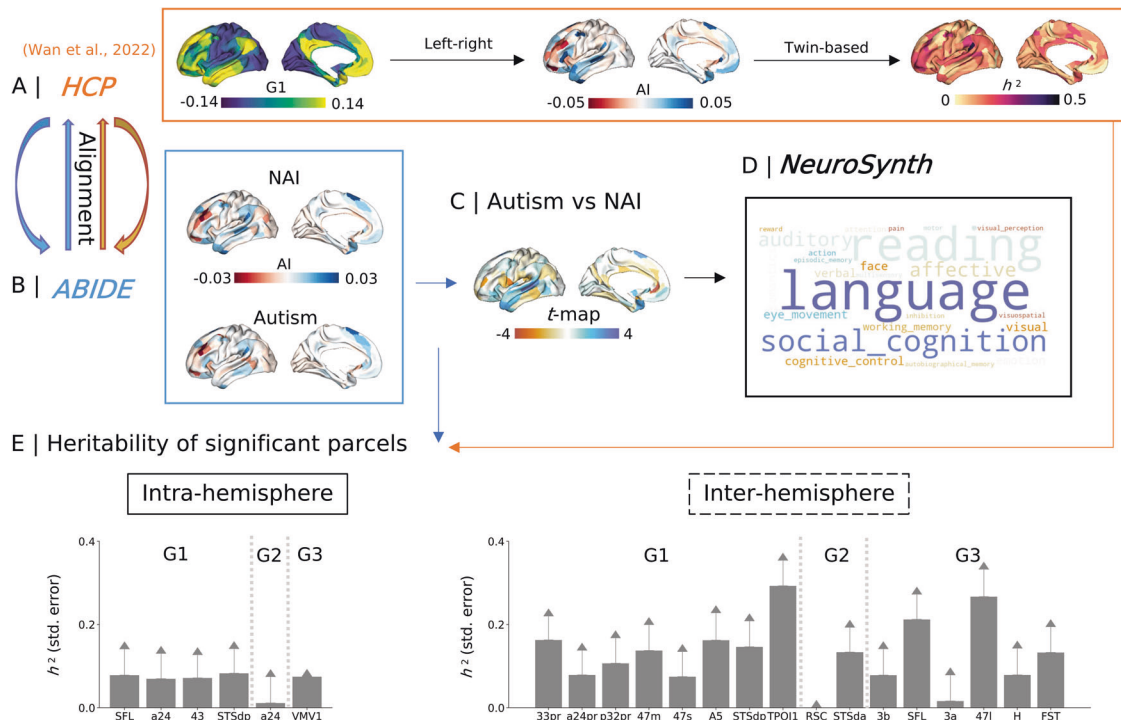 (Wan et al., 2022)
A | HCP
G1
-0.14 0.14
Left-right
AI
-0.05 0.05
Twin-based
h²
0 0.5
Alignment
B | ABIDE
NAI
AI
-0.03 0.03
Autism
C | Autism vs NAI
t-map
-4 4
D | NeuroSynth
reward
pain
motor
visual_perception
auditory
reading
action
episodic_memory
verbal
face
affective
language
eye_movement
inhibition
visuospatial
working_memory
visual
social_cognition
cognitive_control
autobiographical_memory
E | Heritability of significant parcels
Intra-hemisphere
h² (std. error)
0.4
0.2
0.0
G1 G2 G3
SFL a24 43 STSdp a24 VMV1
Inter-hemisphere
h² (std. error)
0.4
0.2
0.0
G1 G2 G3
33pr a24pr p32pr 47m 47s A5 STSdp TPOJ1 RSC STSda 3b SFL 3a 47l H FST